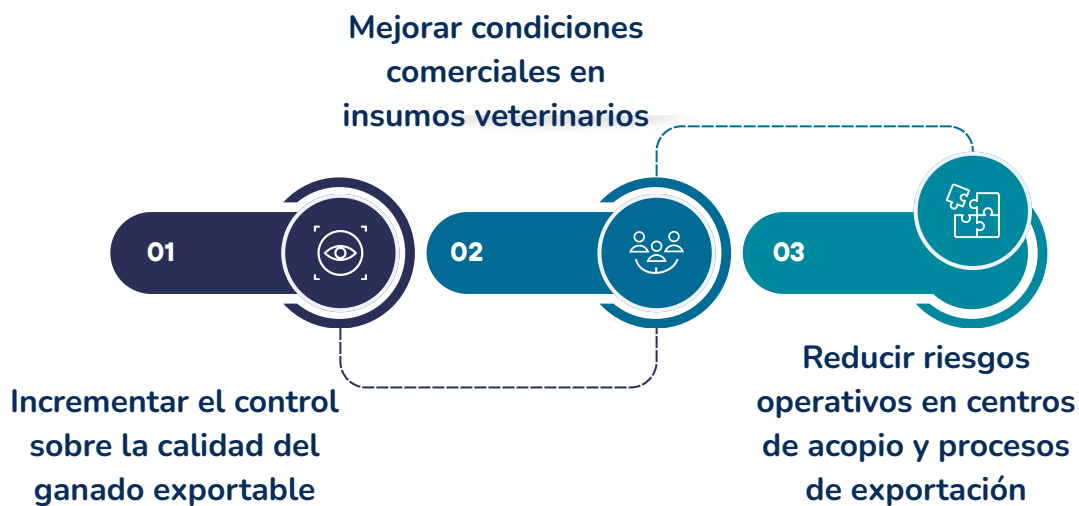 Mejorar condiciones
comerciales en
insumos veterinarios
01
02
03
Incrementar el control
sobre la calidad del
ganado exportable
Reducir riesgos
operativos en centros
de acopio y procesos
de exportación